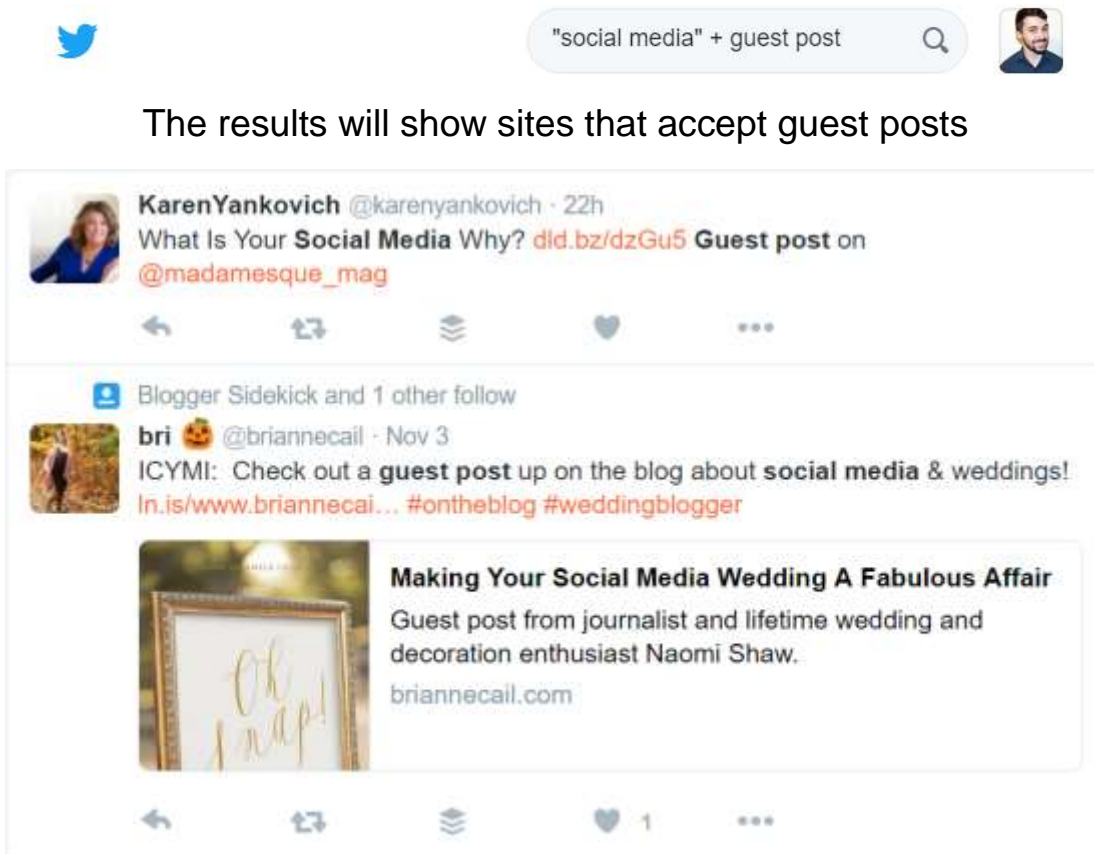 "social media" + guest post
The results will show sites that accept guest posts
KarenYankovich @karenyankovich · 22h
What Is Your Social Media Why? dld.bz/dzGu5 Guest post on
@madamesque_mag
Blogger Sidekick and 1 other follow
bri 🎃 @briannecail · Nov 3
ICYMI: Check out a guest post up on the blog about social media & weddings!
ln.is/www.briannecai… #ontheblog #weddingblogger
Oh
Snap!
Making Your Social Media Wedding A Fabulous Affair
Guest post from journalist and lifetime wedding and
decoration enthusiast Naomi Shaw.
briannecail.com
1